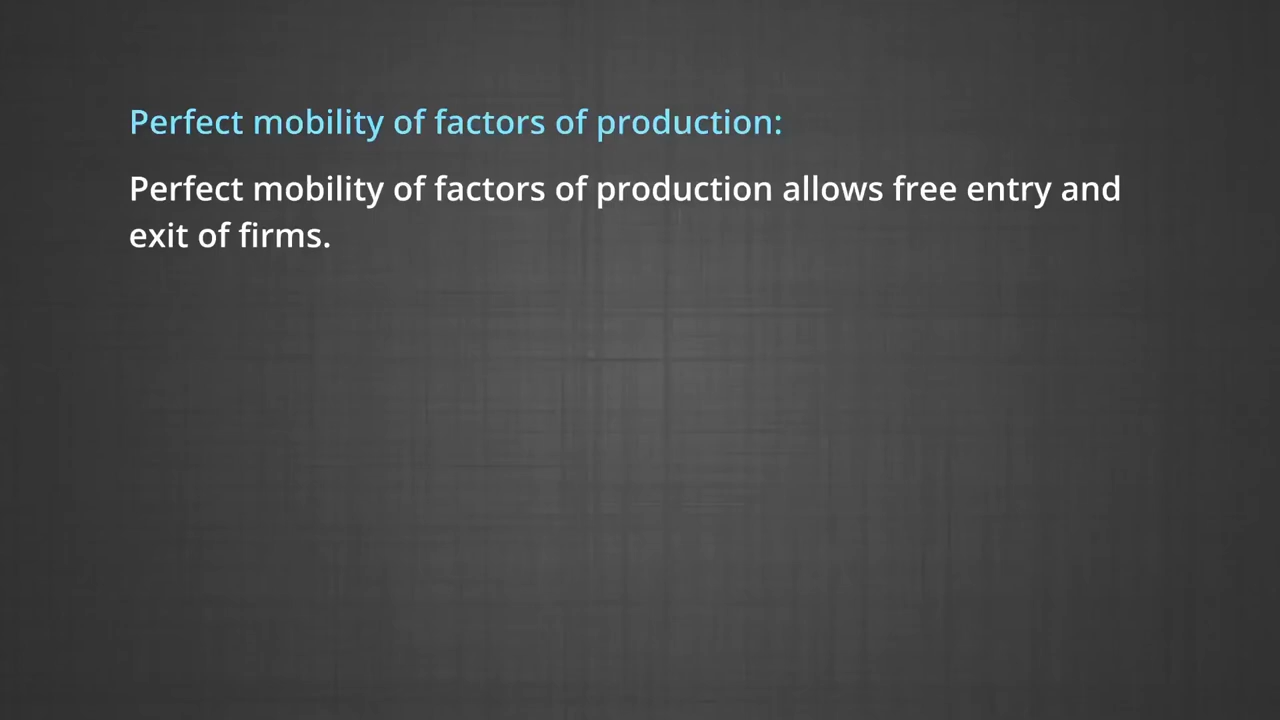 Perfect mobility of factors of production:
Perfect mobility of factors of production allows free entry and
exit of firms.